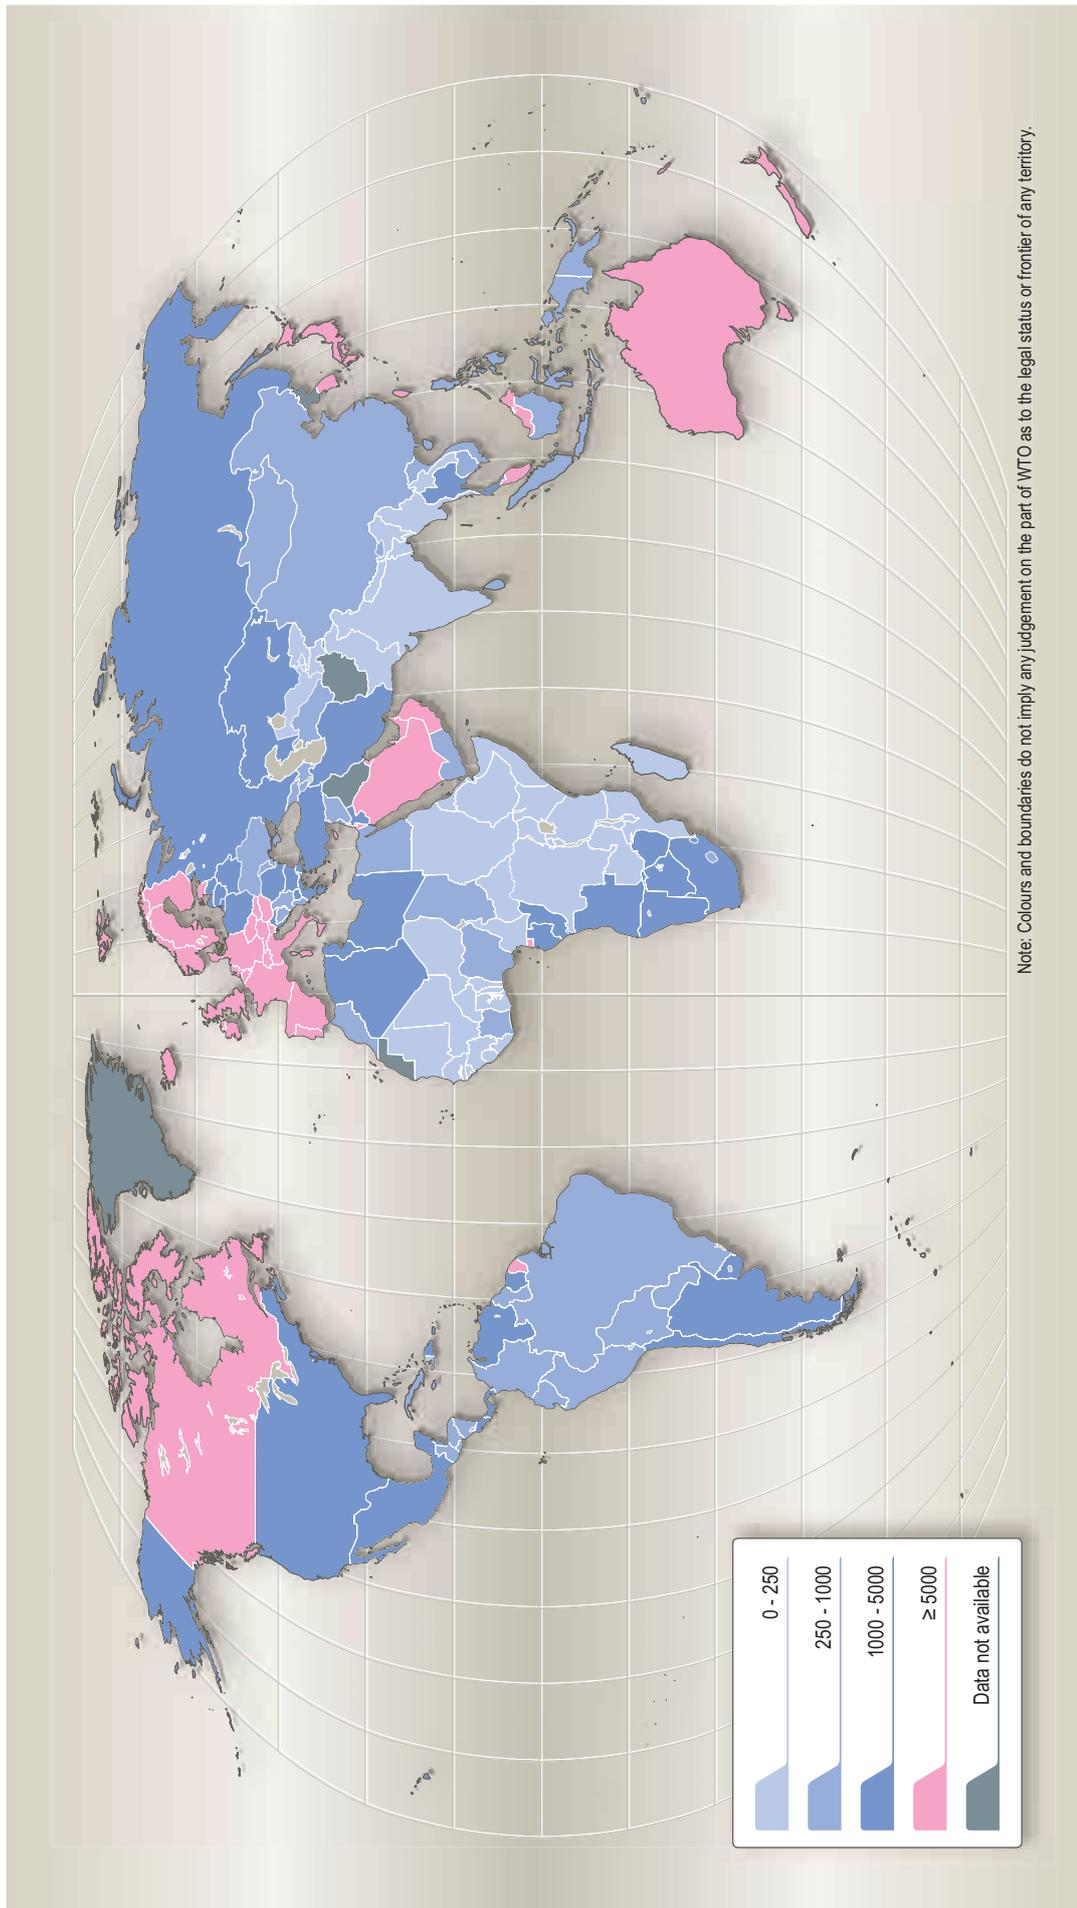 0 - 250
250 - 1000
1000 - 5000
≥ 5000
Data not available
Note: Colours and boundaries do not imply any judgement on the part of WTO as to the legal status or frontier of any territory.